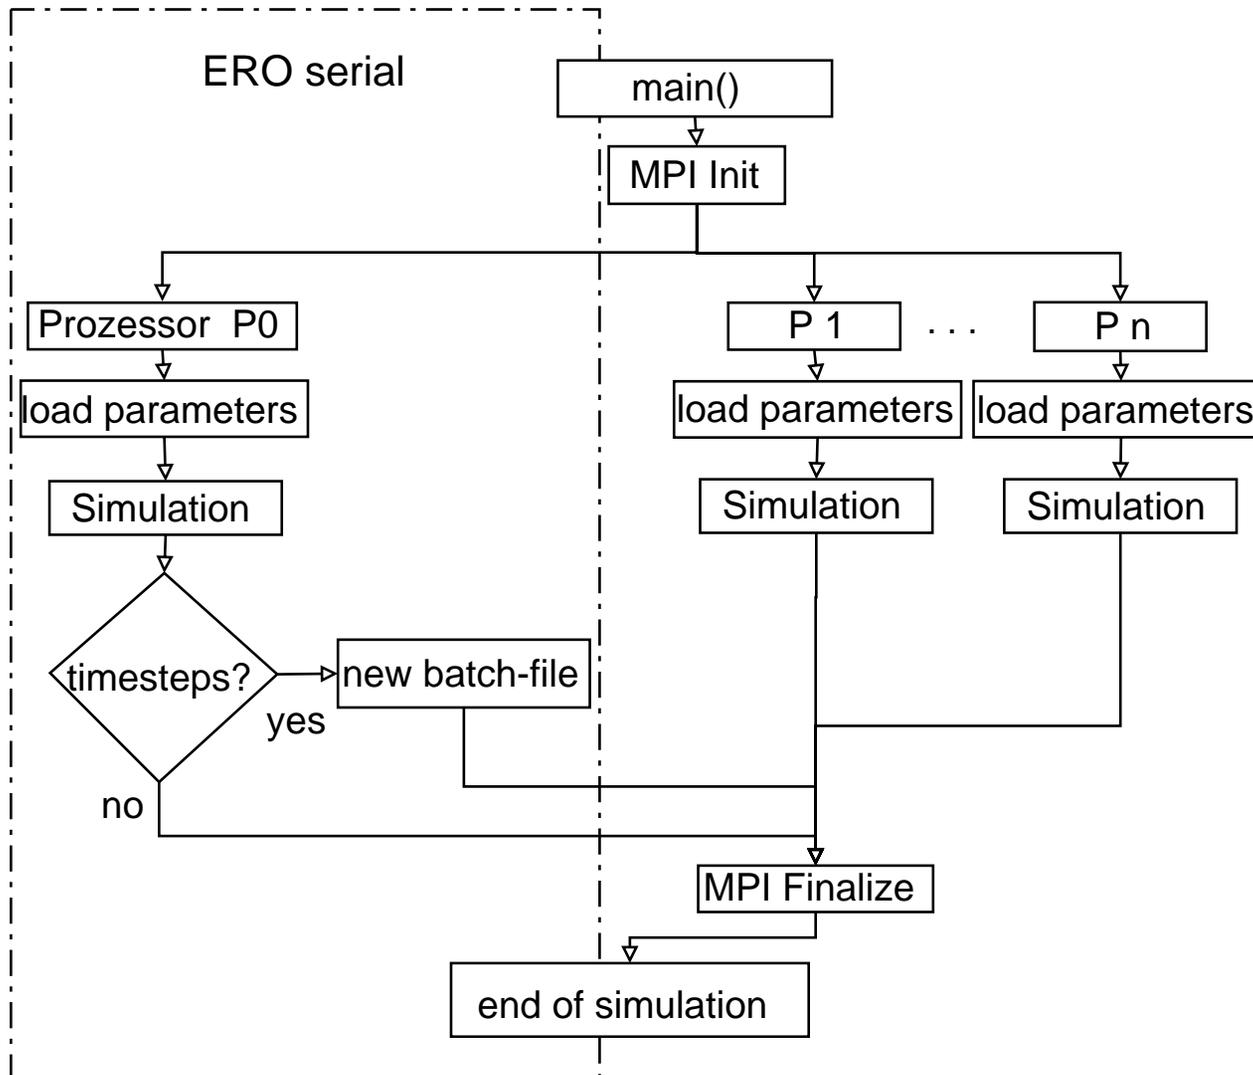 ERO serial
main()
MPI Init
Prozessor P0
P 1
. . .
P n
load parameters
load parameters
load parameters
Simulation
Simulation
Simulation
timesteps?
new batch-file
yes
no
MPI Finalize
end of simulation